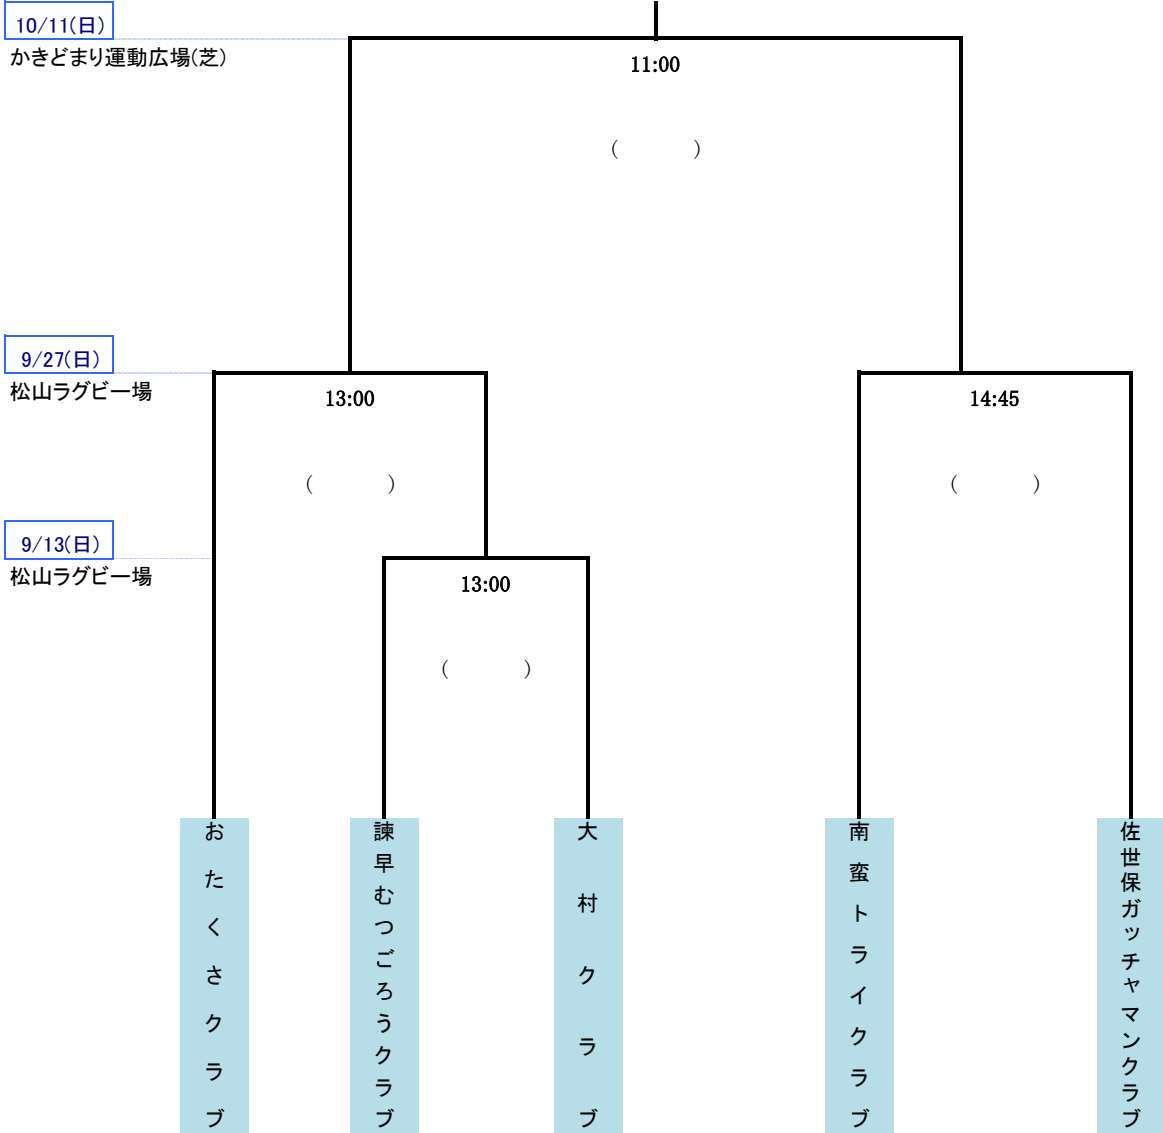 10/11(日)
かきどまり運動広場(芝)
11:00
(　　　)
9/27(日)
松山ラグビー場
13:00
14:45
(　　　)
(　　　)
9/13(日)
松山ラグビー場
13:00
(　　　)
おたくさクラブ
諫早むつごろうクラブ
大村クラブ
南蛮トライクラブ
佐世保ガッチャマンクラブ